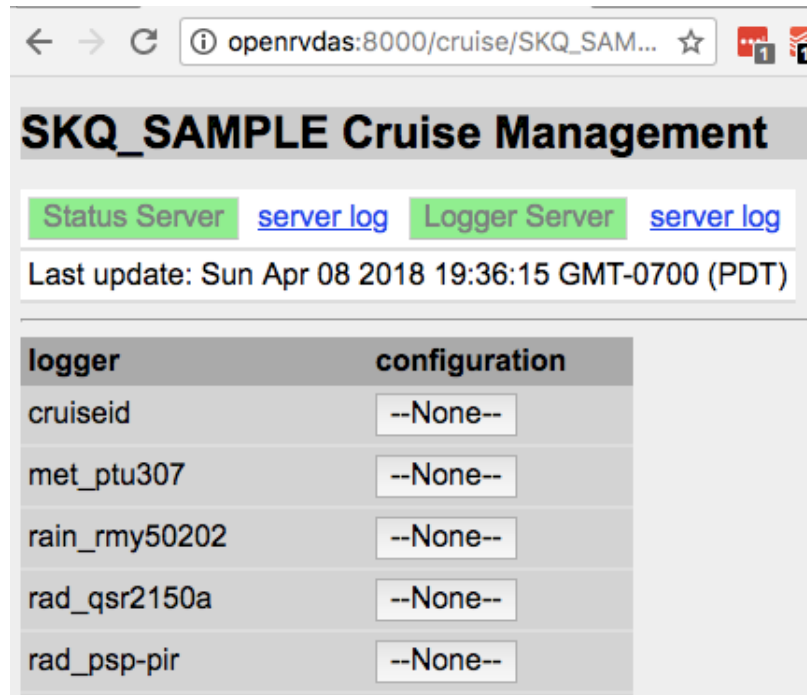 openrvdas:8000/cruise/SKQ_SAM...
1
SKQ_SAMPLE Cruise Management
Status Server server log Logger Server server log
Last update: Sun Apr 08 2018 19:36:15 GMT-0700 (PDT)
logger configuration
cruiseid --None--
met_ptu307 --None--
rain_rmy50202 --None--
rad_qsr2150a --None--
rad_psp-pir --None--